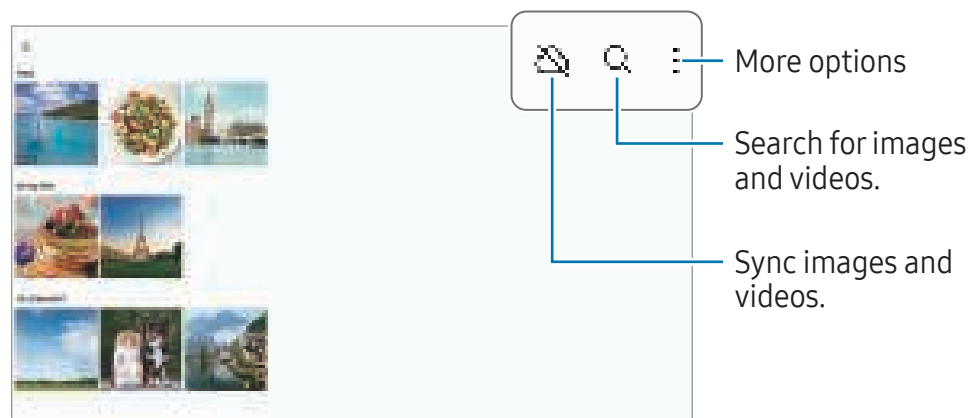 More options
Search for images
and videos.
Sync images and
videos.